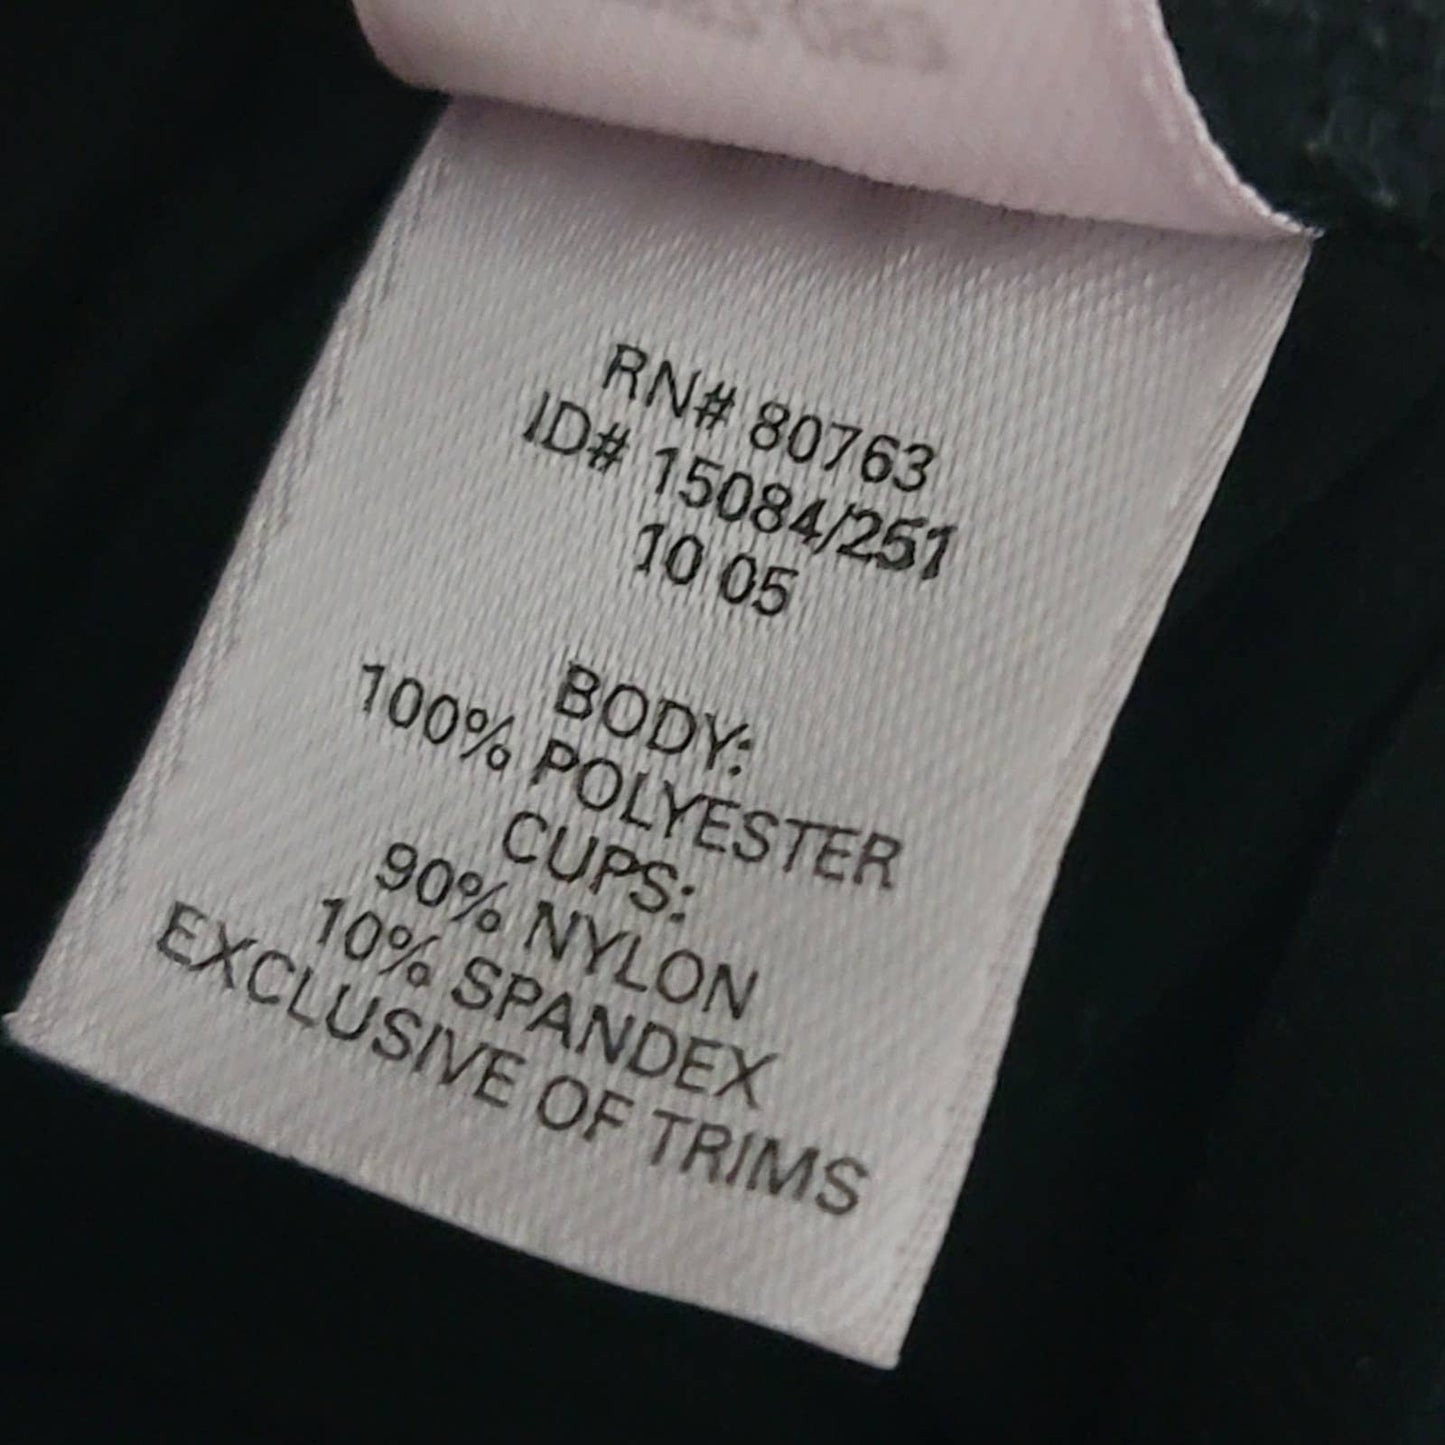 RN# 80763
ID# 15084/251
10 05
BODY:
100% POLYESTER
CUPS:
90% NYLON
10% SPANDEX
EXCLUSIVE OF TRIMS